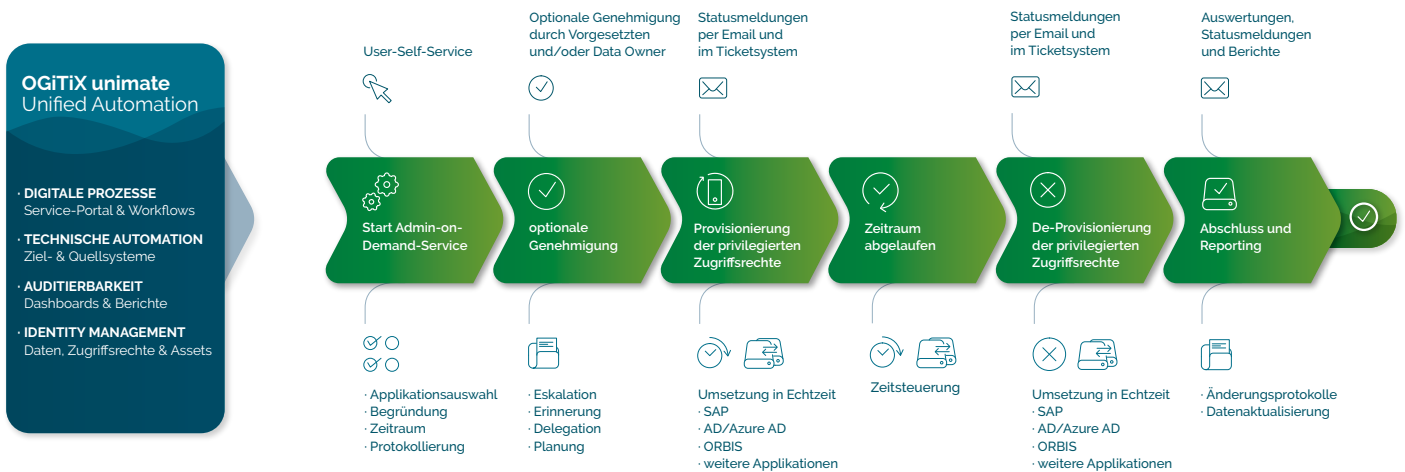 OGiTiX unimate
Unified Automation
· DIGITALE PROZESSE
Service-Portal & Workflows
· TECHNISCHE AUTOMATION
Ziel- & Quellsysteme
· AUDITIERBARKEIT
Dashboards & Berichte
· IDENTITY MANAGEMENT
Daten, Zugriffsrechte & Assets
User-Self-Service
Start Admin-on-
Demand-Service
· Applikationsauswahl
· Begründung
· Zeitraum
· Protokollierung
Optionale Genehmigung
durch Vorgesetzten
und/oder Data Owner
optionale
Genehmigung
· Eskalation
· Erinnerung
· Delegation
· Planung
Statusmeldungen
per Email und
im Ticketsystem
Provisionierung
der privilegierten
Zugriffsrechte
Umsetzung in Echtzeit
· SAP
· AD/Azure AD
· ORBIS
· weitere Applikationen
Zeitraum
abgelaufen
Zeitsteuerung
Statusmeldungen
per Email und
im Ticketsystem
De-Provisionierung
der privilegierten
Zugriffsrechte
Umsetzung in Echtzeit
· SAP
· AD/Azure AD
· ORBIS
· weitere Applikationen
Auswertungen,
Statusmeldungen
und Berichte
Abschluss und
Reporting
· Änderungsprotokolle
· Datenaktualisierung